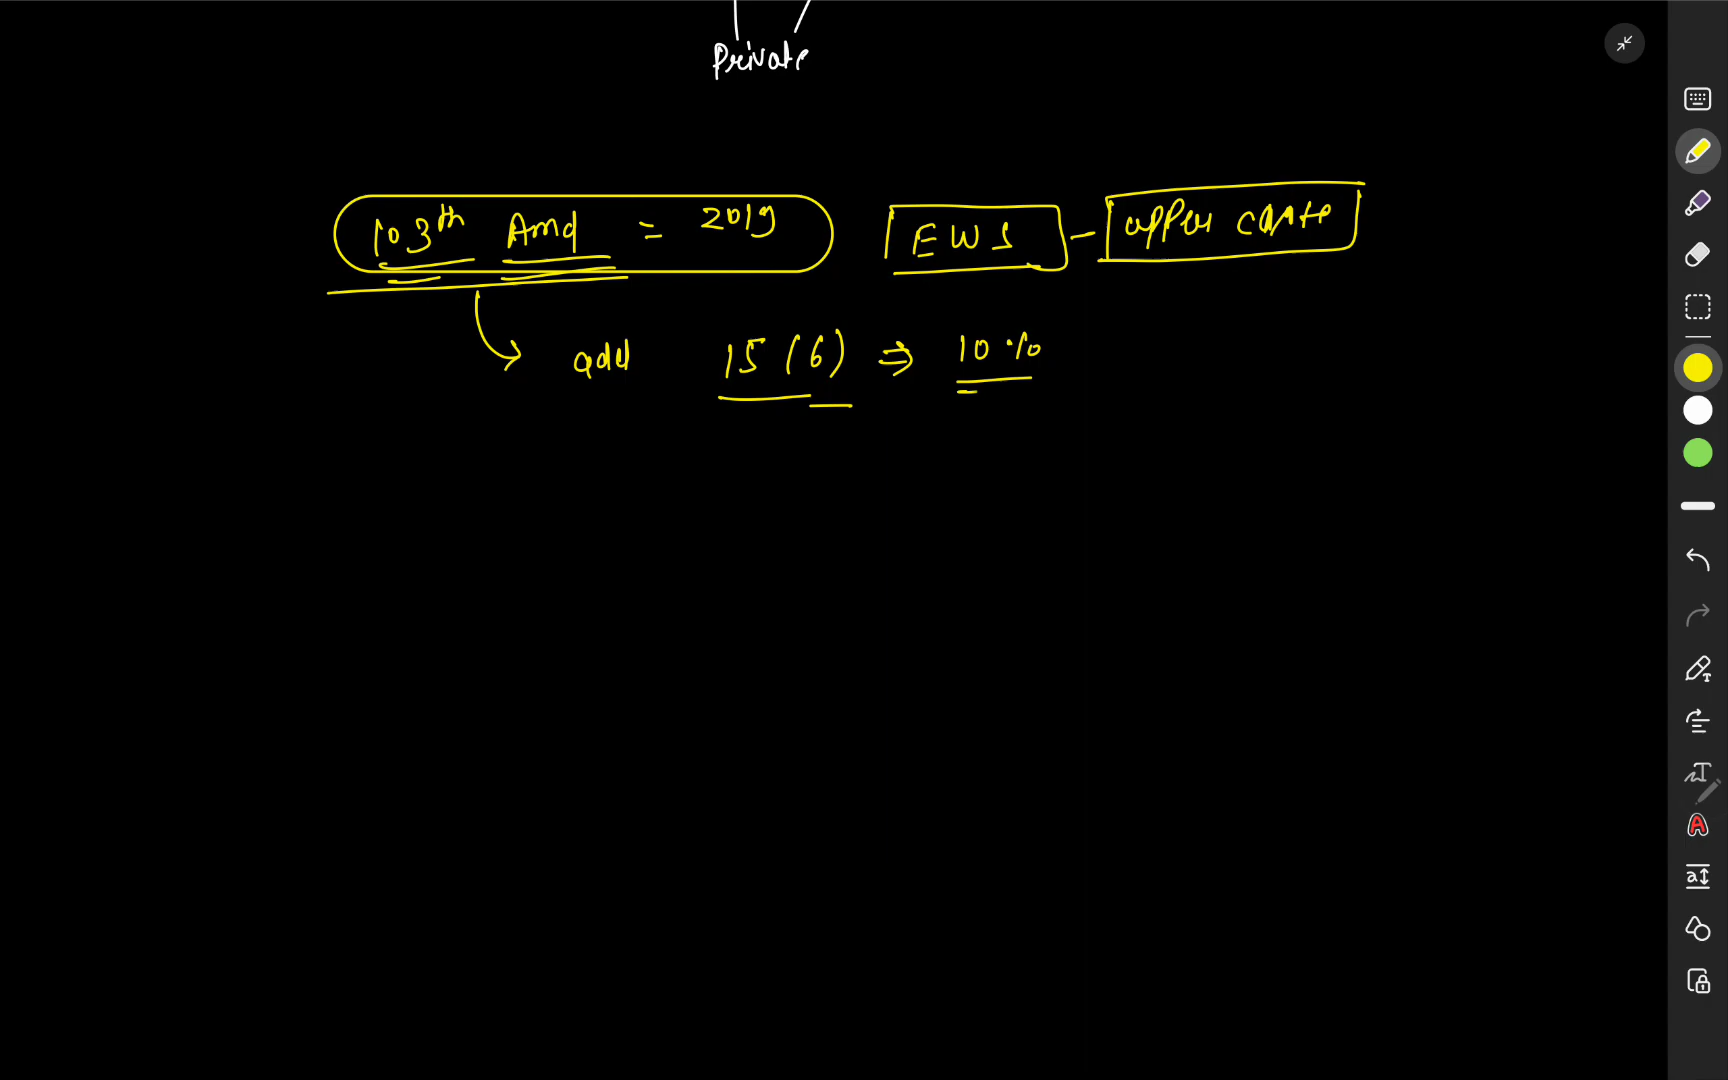 Private
103th Amd = 2019 EWS - upper caste
add 15(6) ⇒ 10%